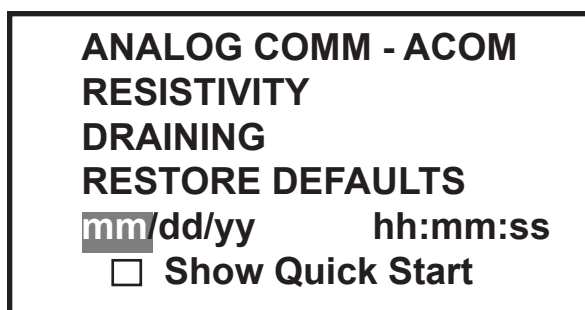 ANALOG COMM - ACOM
RESISTIVITY
DRAINING
RESTORE DEFAULTS
mm/dd/yy hh:mm:ss
Show Quick Start